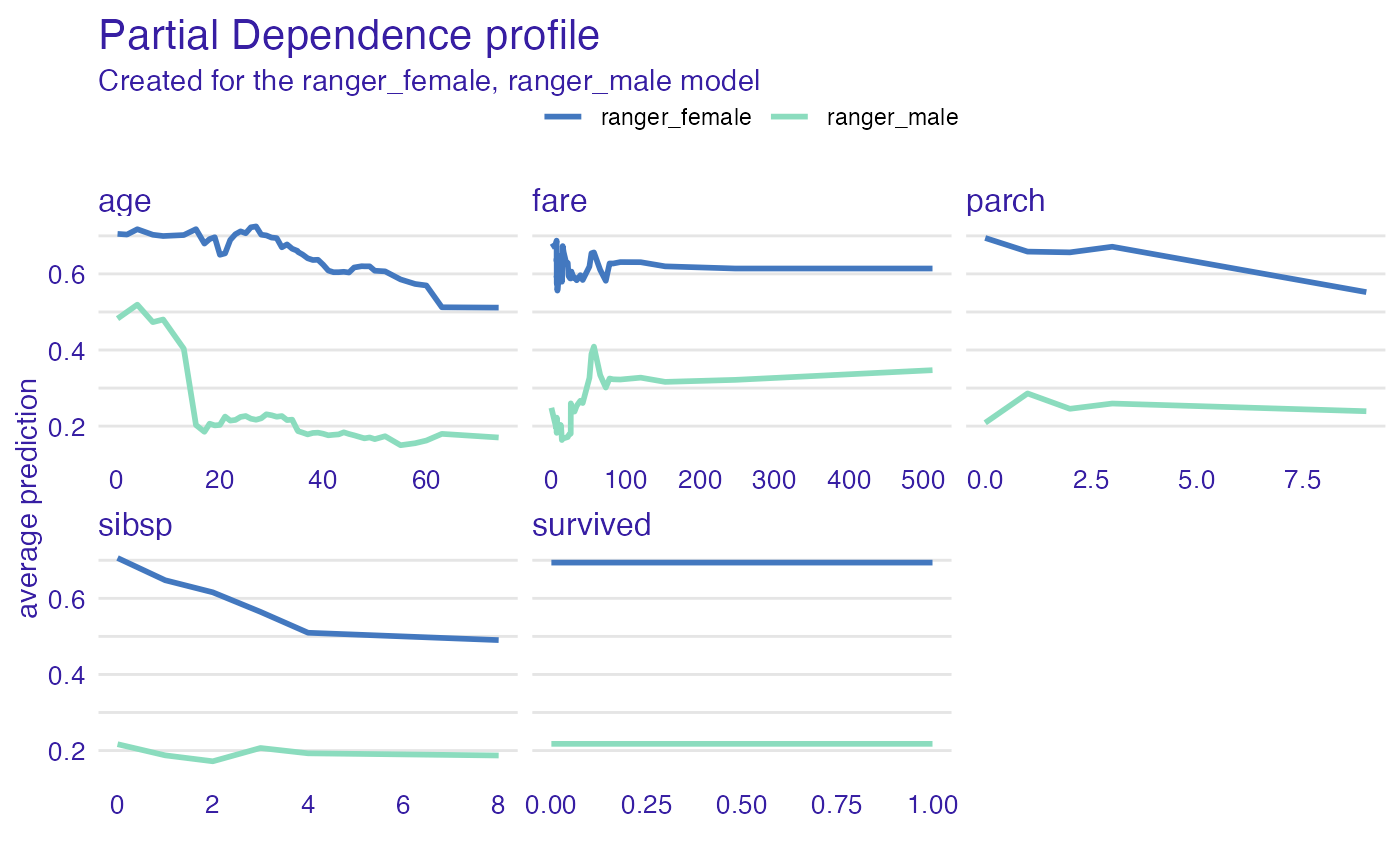 Partial Dependence profile
Created for the ranger_female, ranger_male model
ranger_female ranger_male
age fare parch
0.6
0.4
0.2
0 20 40 60 0 100 200 300 400 500 0.0 2.5 5.0 7.5
average prediction
sibsp survived
0.6
0.4
0.2
0 2 4 6 8 0.00 0.25 0.50 0.75 1.00